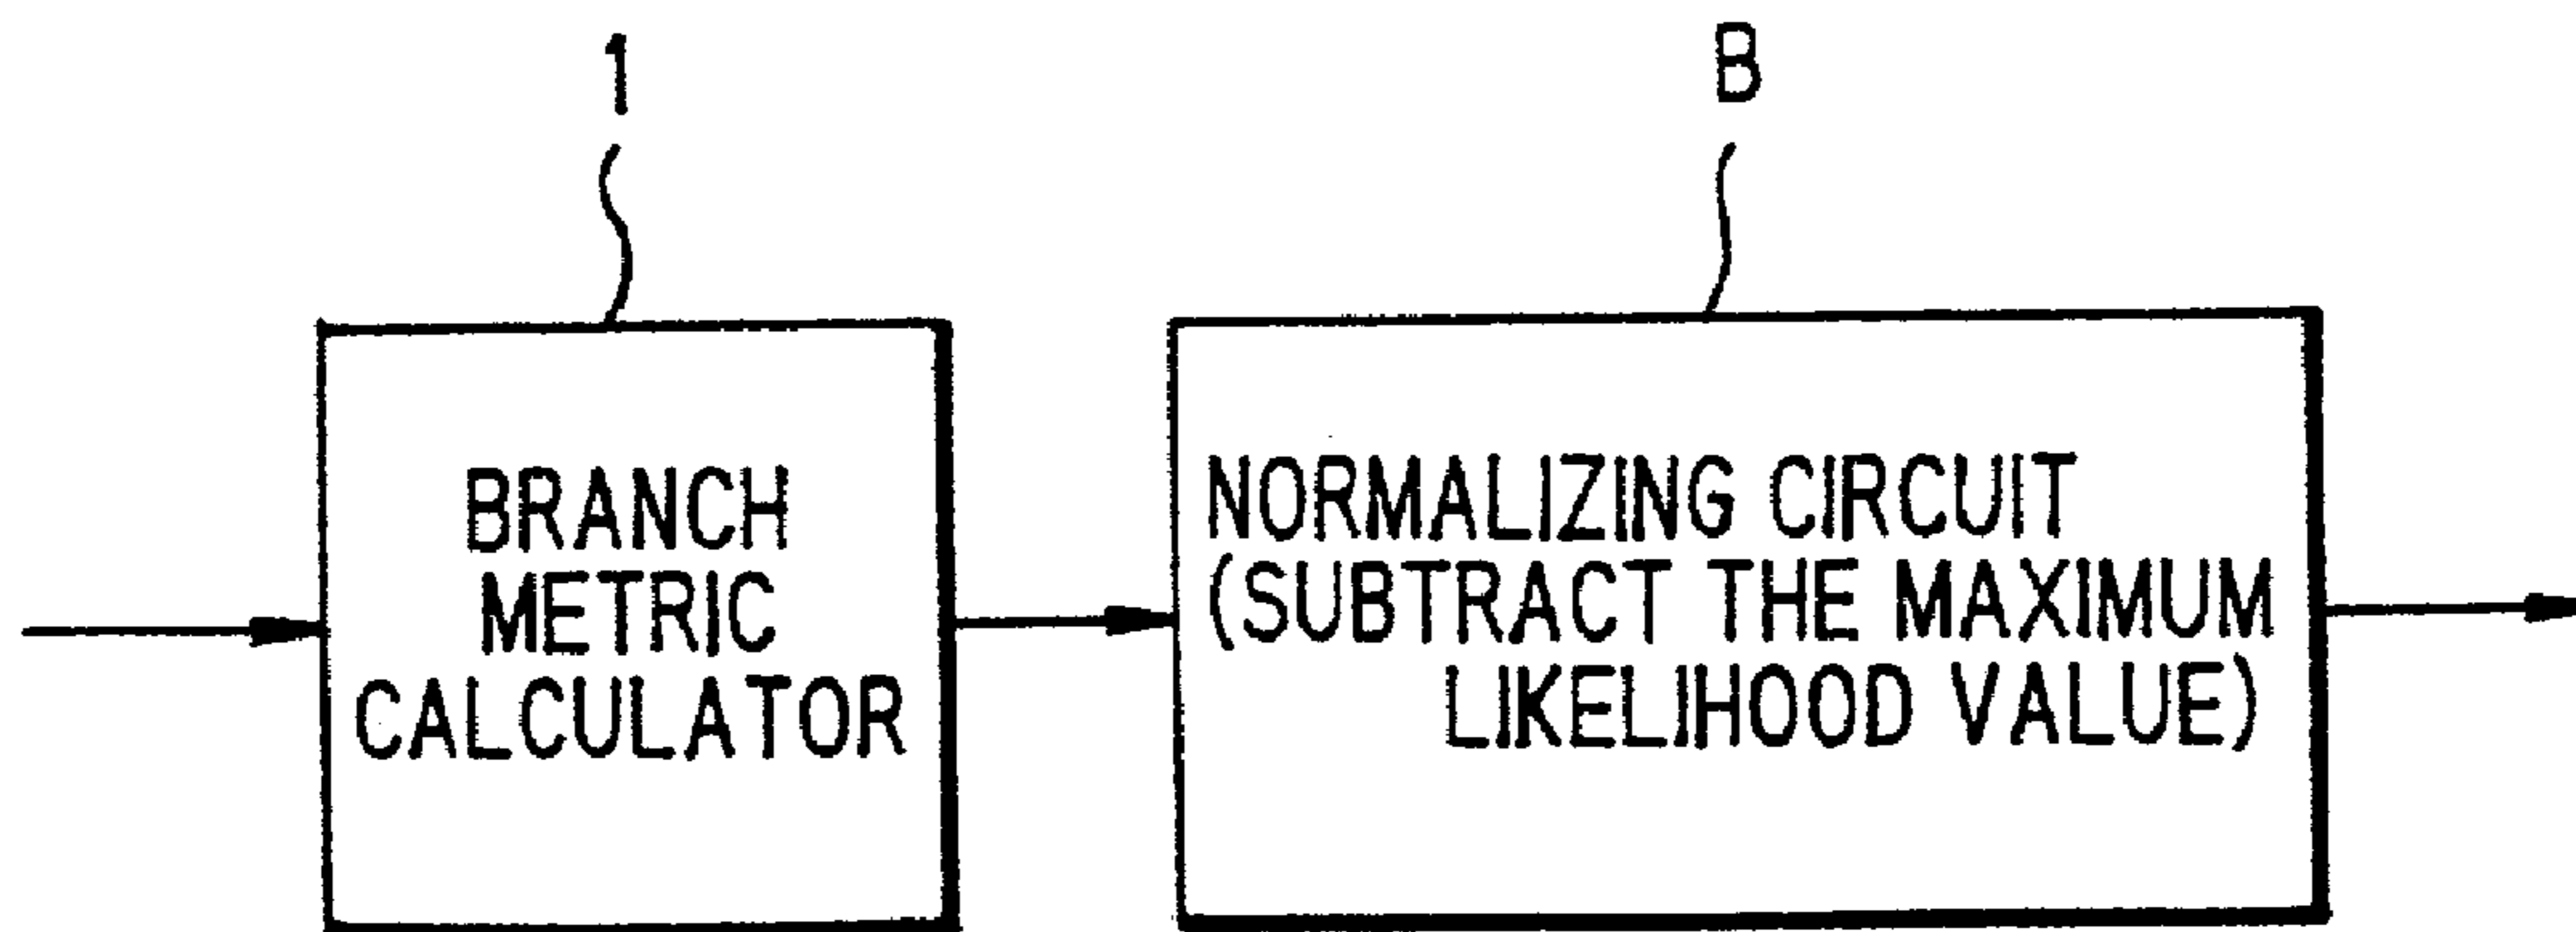 1
B
BRANCH
METRIC
CALCULATOR
NORMALIZING CIRCUIT
(SUBTRACT THE MAXIMUM
LIKELIHOOD VALUE)